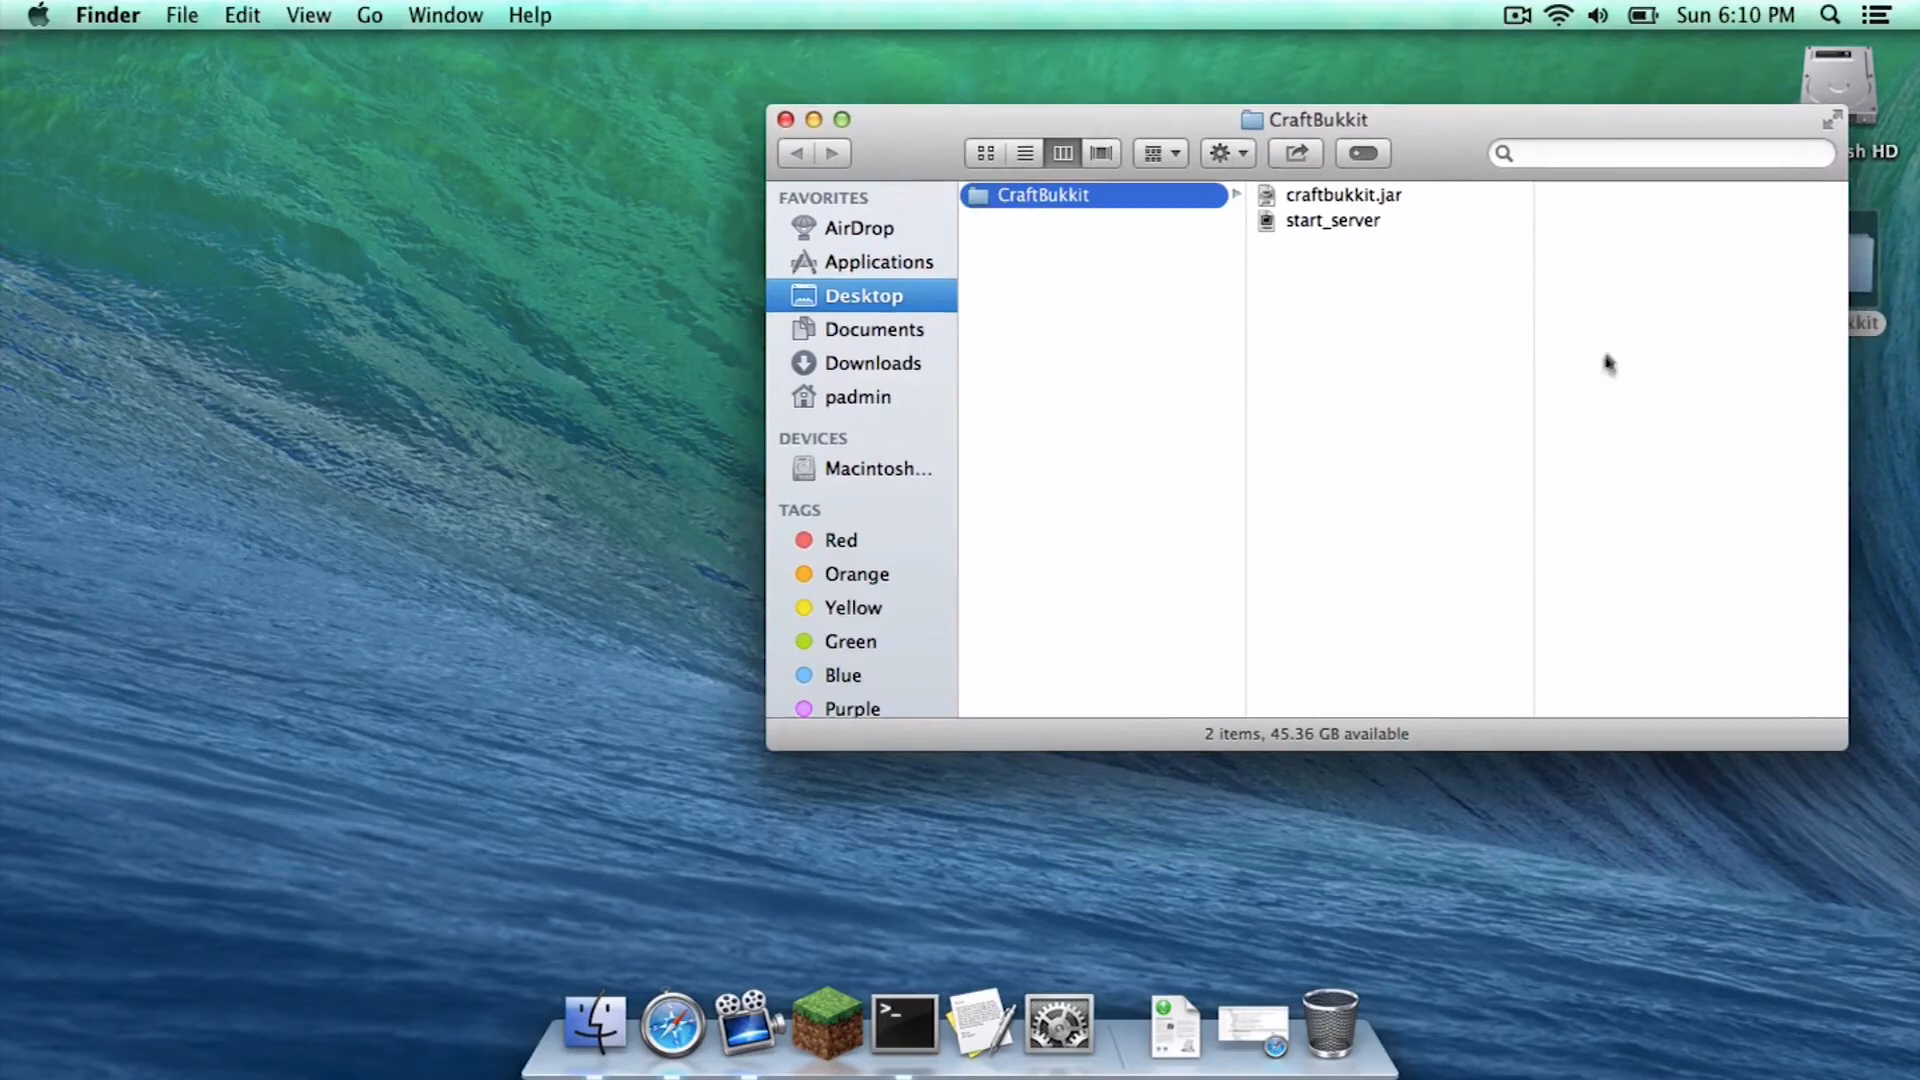 Finder File Edit View Go Window Help Sun 6:10 PM
CraftBukkit
sh HD
FAVORITES
AirDrop
Applications
Desktop
Documents
Downloads
padmin
DEVICES
Macintosh...
TAGS
Red
Orange
Yellow
Green
Blue
Purple
CraftBukkit
craftbukkit.jar
start_server
kkit
2 items, 45.36 GB available
>_